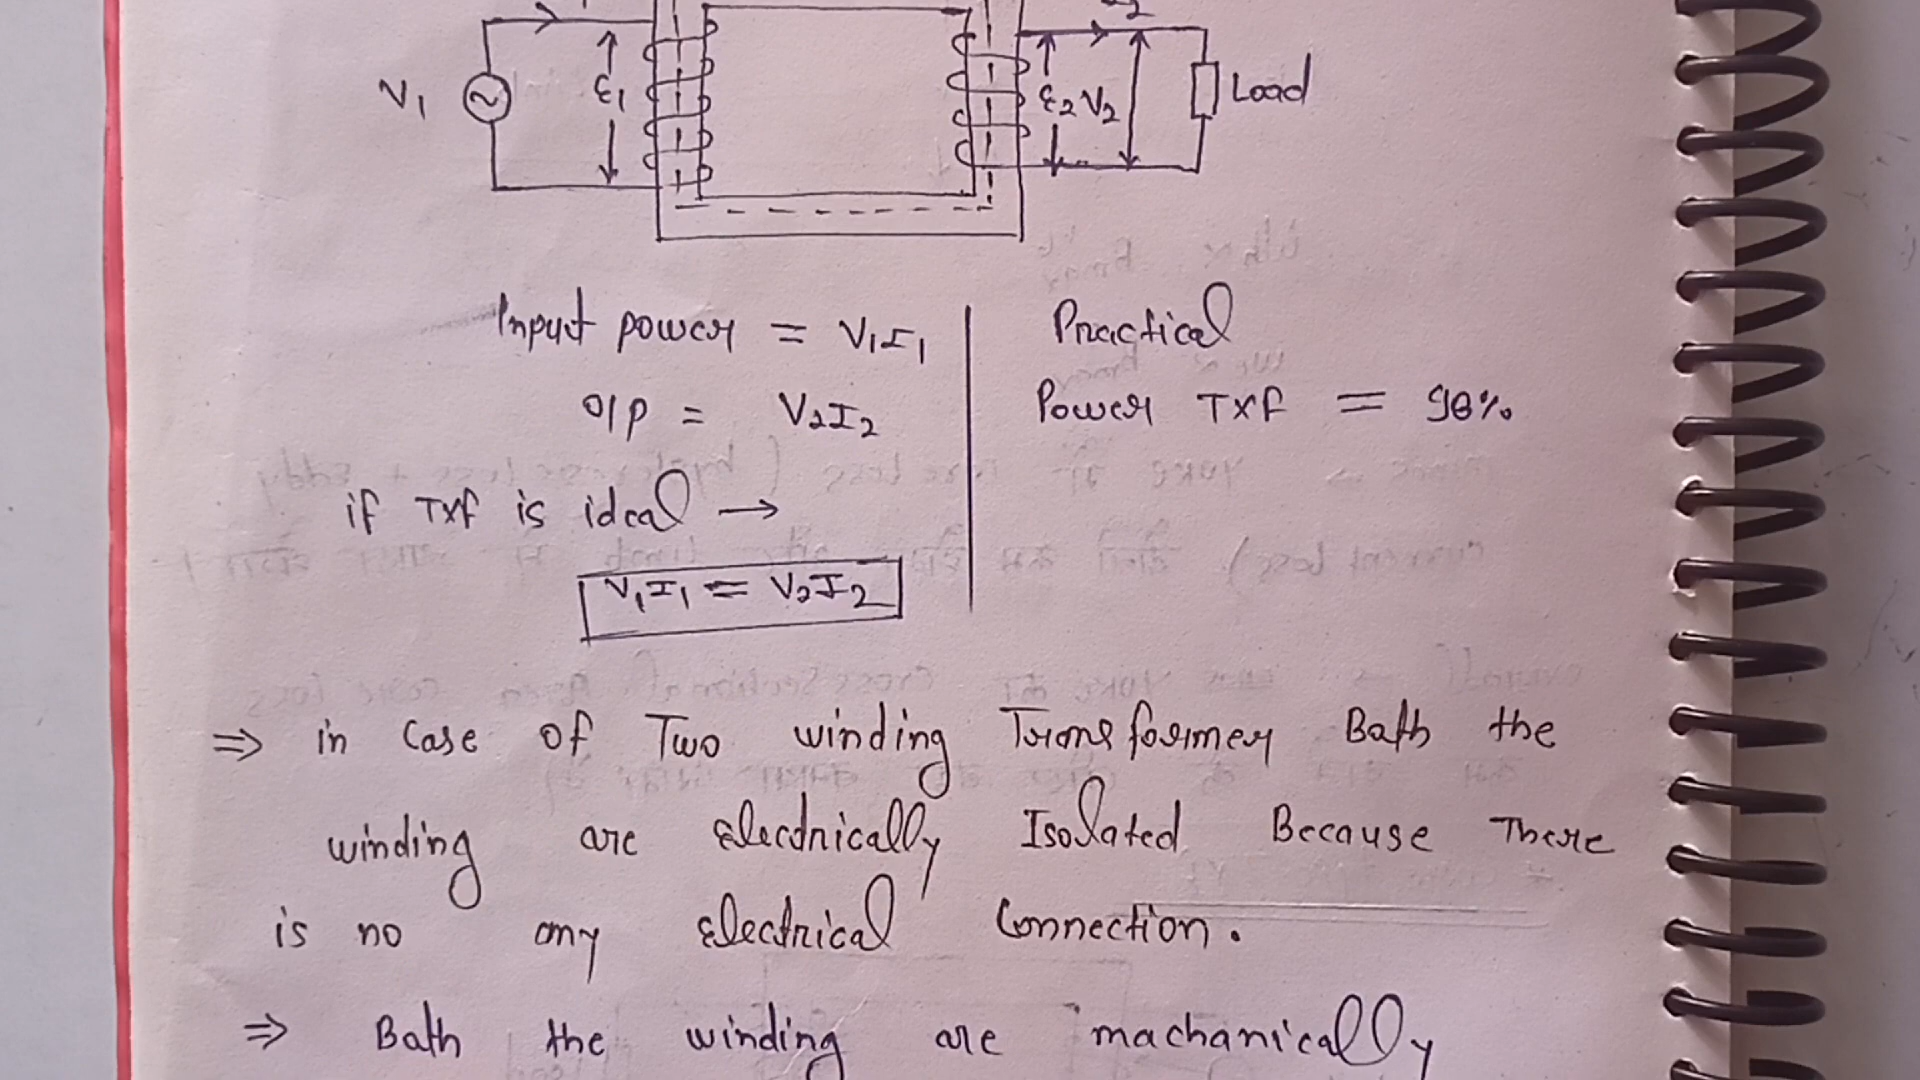 V₁ ε₁ ε₂ V₂ Load
Input power = V₁I₁
O/P = V₂I₂
if Txf is ideal →
V₁I₁ = V₂I₂
Practical
Power Txf = 98%
⇒ in Case of Two winding Transformer Bath the
winding are Electrically Isolated Because There
is no any Electrical Connection.
⇒ Bath the winding are machanically